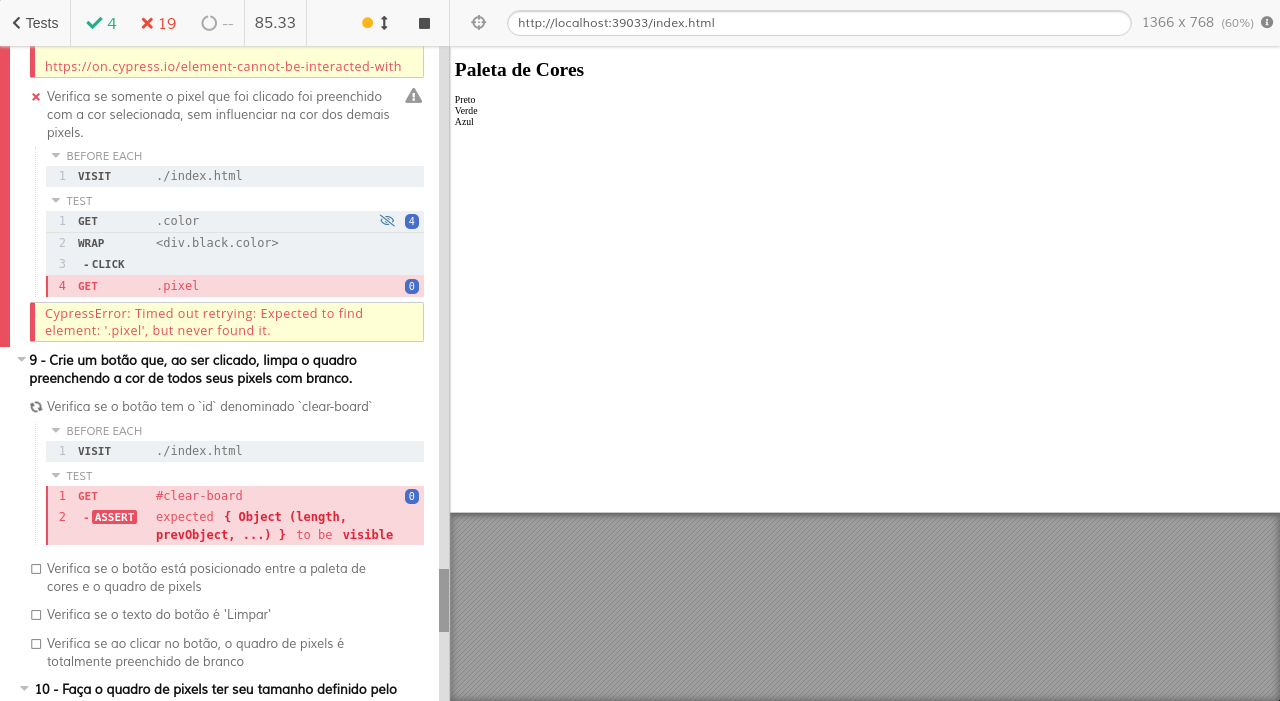 Tests 4 19 -- 85.33
https://on.cypress.io/element-cannot-be-interacted-with
Verifica se somente o pixel que foi clicado foi preenchido
com a cor selecionada, sem influenciar na cor dos demais
pixels.
BEFORE EACH
1 VISIT ./index.html
TEST
1 GET .color 4
2 WRAP <div.black.color>
3 -CLICK
4 GET .pixel 0
CypressError: Timed out retrying: Expected to find
element: '.pixel', but never found it.
9 - Crie um botão que, ao ser clicado, limpa o quadro
preenchendo a cor de todos seus pixels com branco.
Verifica se o botão tem o `id` denominado `clear-board`
BEFORE EACH
1 VISIT ./index.html
TEST
1 GET #clear-board 0
2 -ASSERT expected { Object (length,
prevObject, ...) } to be visible
Verifica se o botão está posicionado entre a paleta de
cores e o quadro de pixels
Verifica se o texto do botão é 'Limpar'
Verifica se ao clicar no botão, o quadro de pixels é
totalmente preenchido de branco
10 - Faça o quadro de pixels ter seu tamanho definido pelo
http://localhost:39033/index.html 1366 x 768 (60%)
Paleta de Cores
Preto
Verde
Azul